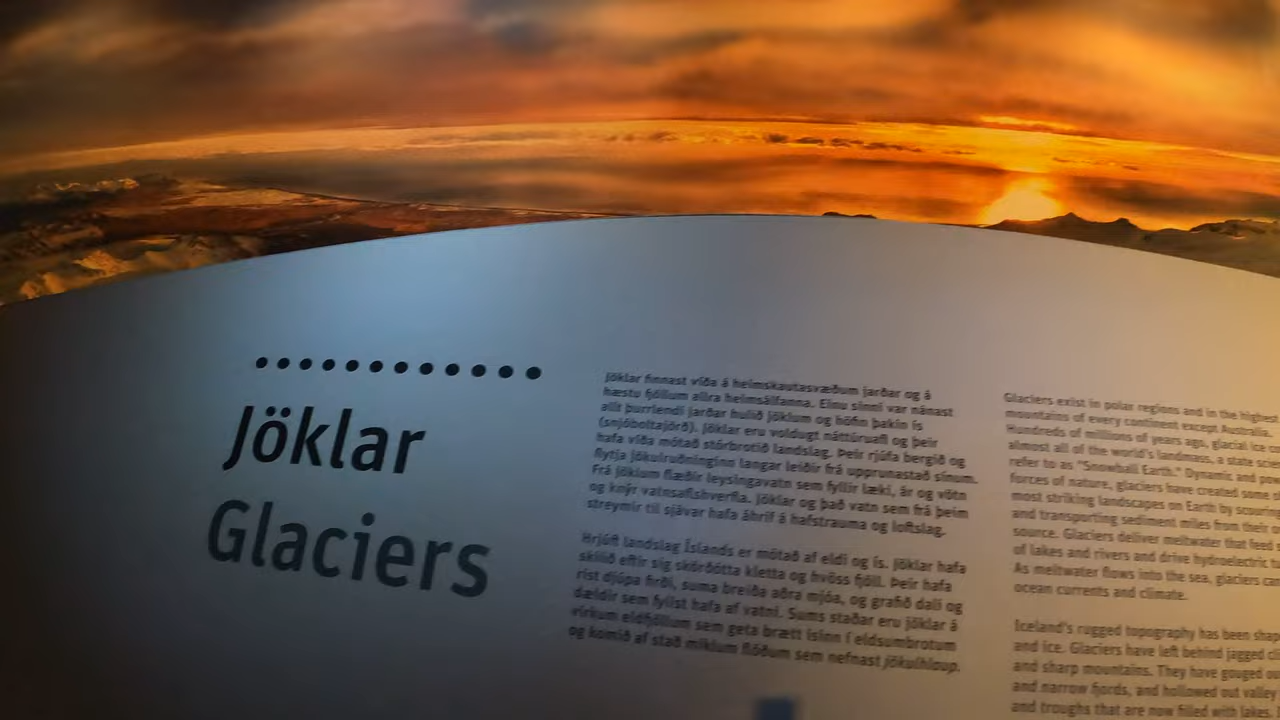 Jöklar
Glaciers
Jöklar finnast víða á heimskautasvæðum jarðar og á
hæstu fjöllum allra heimsálfanna. Einu sinni var nánast
allt þurrlendi jarðar hulið jöklum og höfin þakin ís
(snjóboltajörð). Jöklar eru voldugt náttúruafl og þeir
hafa víða mótað stórbrotið landslag. Þeir rjúfa bergið og
flytja jökulruðninginn langar leiðir frá upprunastað sínum.
Frá jöklum flæðir leysingavatn sem fyllir læki, ár og vötn
og knýr vatnsaflshverfla. Jöklar og það vatn sem frá þeim
streymir til sjávar hafa áhrif á hafstrauma og loftslag.
Hrjúft landslag Íslands er mótað af eldi og ís. Jöklar hafa
skilið eftir sig skörðótta kletta og hvöss fjöll. Þeir hafa
rist djúpa firði, suma breiða aðra mjóa, og grafið dali og
dældir sem fyllst hafa af vatni. Sums staðar eru jöklar á
virkum eldfjöllum sem geta brætt ísinn í eldsumbrotum
og komið af stað miklum flóðum sem nefnast jökulhlaup.
Glaciers exist in polar regions and in the highest
mountains of every continent except Australia.
Hundreds of millions of years ago, glacial ice
almost all of the world's landmass, a state
refer to as "Snowball Earth." Dynamic and
forces of nature, glaciers have created some
most striking landscapes on Earth by
and transporting sediment miles from their
source. Glaciers deliver meltwater that feed
of lakes and rivers and drive hydroelectric
As meltwater flows into the sea, glaciers
ocean currents and climate.
Iceland's rugged topography has been
and ice. Glaciers have left behind jagged
and sharp mountains. They have gouged
and narrow fjords, and hollowed out valley
and troughs that are now filled with lakes.